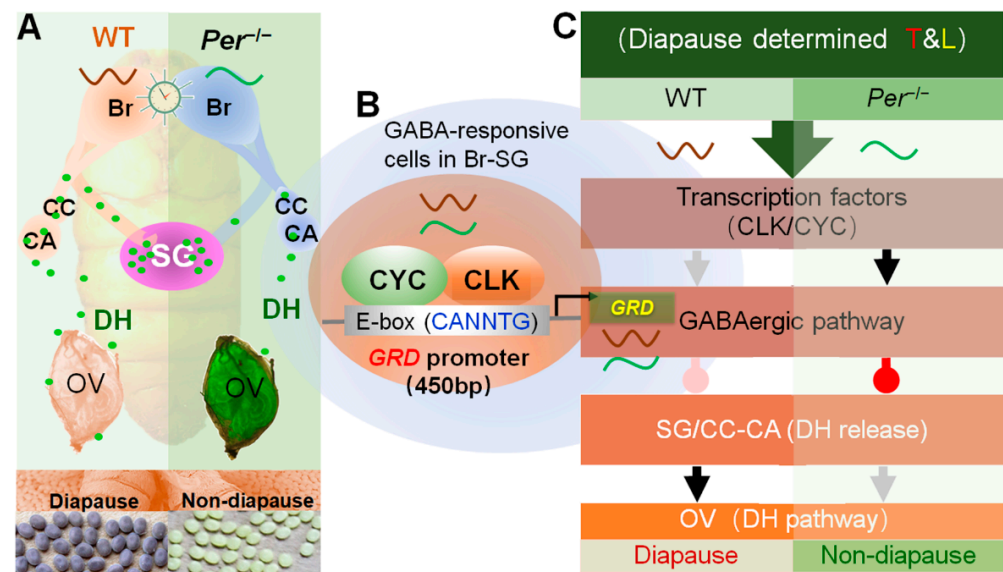 A
WT
Per–/–
Br
Br
CC
CA
SG
CC
CA
DH
DH
OV
OV
Diapause
Non-diapause
B
GABA-responsive
cells in Br-SG
CYC
CLK
E-box (CANNTG)
GRD promoter
(450bp)
GRD
C
(Diapause determined T&L)
WT
Per–/–
Transcription factors
(CLK/CYC)
GABAergic pathway
SG/CC-CA (DH release)
OV (DH pathway)
Diapause
Non-diapause